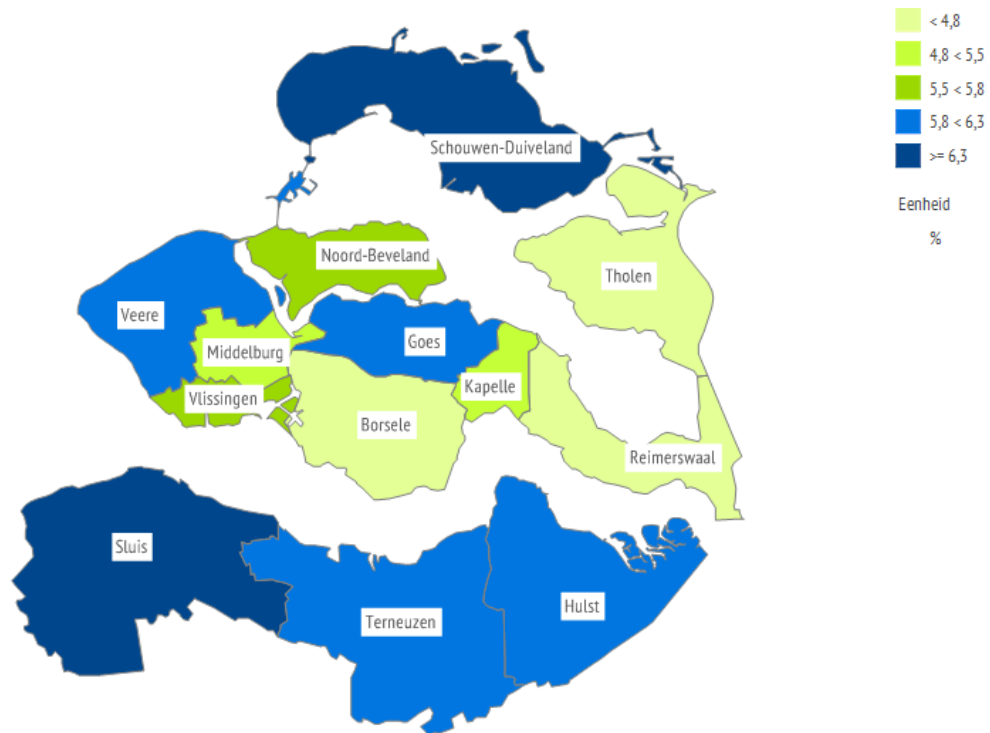 < 4,8
4,8 < 5,5
5,5 < 5,8
5,8 < 6,3
>= 6,3
Eenheid
%
Schouwen-Duiveland
Noord-Beveland
Tholen
Veere
Goes
Middelburg
Kapelle
Vlissingen
Borsele
Reimerswaal
Sluis
Hulst
Terneuzen